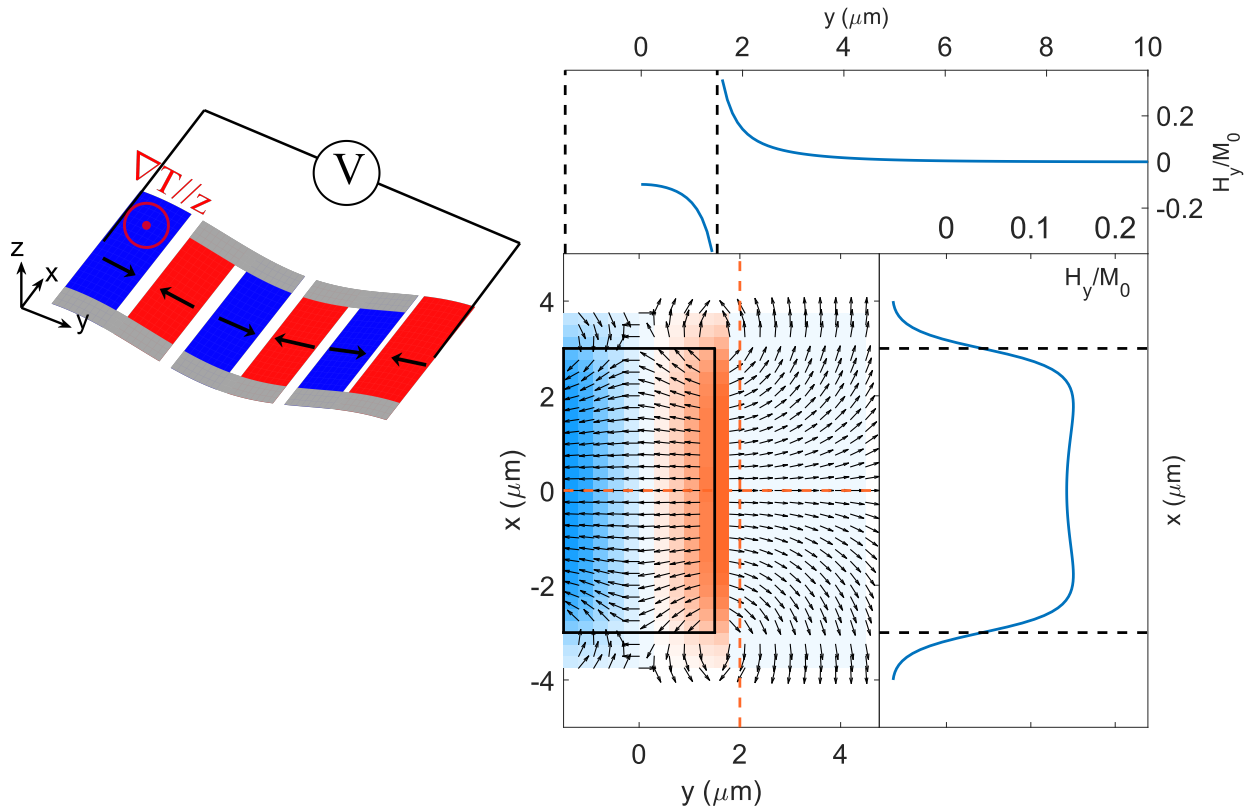 ∇T//z
V
z
x
y
y (μm)
0 2 4 6 8 10
0.2
0
-0.2
H_y/M_0
0 0.1 0.2
H_y/M_0
4
2
0
-2
-4
x (μm)
x (μm)
0 2 4
y (μm)